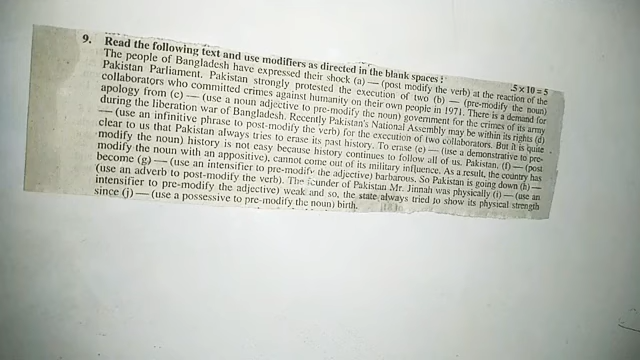 9. Read the following text and use modifiers as directed in the blank spaces : .5 × 10 = 5
The people of Bangladesh have expressed their shock (a) — (post modify the verb) at the reaction of the
Pakistan Parliament. Pakistan strongly protested the execution of two (b) — (pre-modify the noun)
collaborators who committed crimes against humanity on their own people in 1971. There is a demand for
apology from (c) — (use a noun adjective to pre-modify the noun) government for the crimes of its army
during the liberation war of Bangladesh. Recently Pakistan's National Assembly may be within its rights (d)
— (use an infinitive phrase to post-modify the verb) for the execution of two collaborators. But it is quite
clear to us that Pakistan always tries to erase its past history. To erase (e) — (use a demonstrative to pre-
modify the noun) history is not easy because history continues to follow all of us. Pakistan, (f) — (post
modify the noun with an appositive), cannot come out of its military influence. As a result, the country has
become (g) — (use an intensifier to pre-modify the adjective) barbarous. So Pakistan is going down (h) —
(use an adverb to post-modify the verb). The founder of Pakistan Mr. Jinnah was physically (i) — (use an
intensifier to pre-modify the adjective) weak and so, the state always tried to show its physical strength
since (j) — (use a possessive to pre-modify the noun) birth.